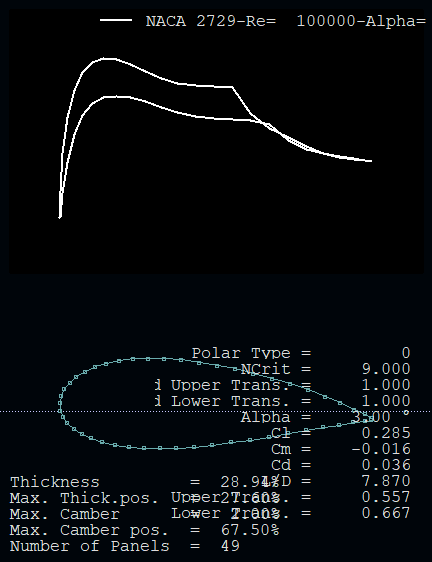 NACA 2729-Re= 100000-Alpha=
Polar Type = 0
NCrit = 9.000
d Upper Trans. = 1.000
d Lower Trans. = 1.000
Alpha = 3.00 °
Cl = 0.285
Cm = -0.016
Cd = 0.036
L/D = 7.870
Upper Trans. = 0.557
Lower Trans. = 0.667
Thickness = 28.94%
Max. Thick.pos. = 27.60%
Max. Camber = 2.00%
Max. Camber pos. = 67.50%
Number of Panels = 49